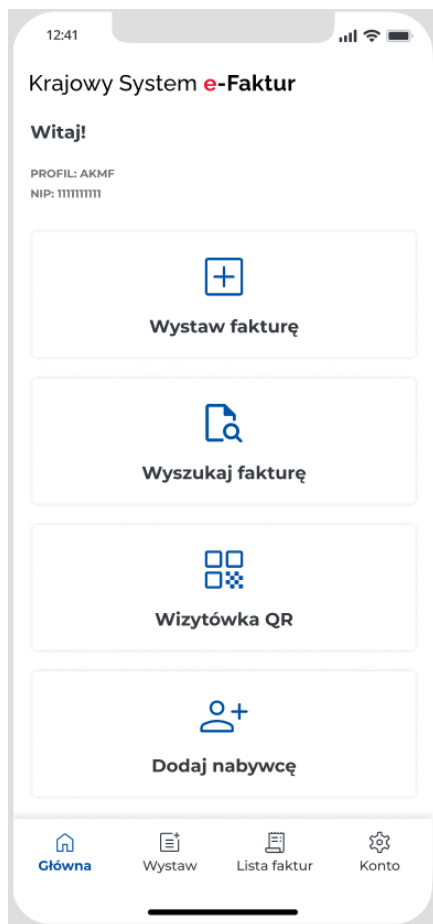 12:41
Krajowy System e-Faktur
Witaj!
PROFIL: AKMF
NIP: 1111111111
Wystaw fakturę
Wyszukaj fakturę
Wizytówka QR
Dodaj nabywcę
Główna Wystaw Lista faktur Konto